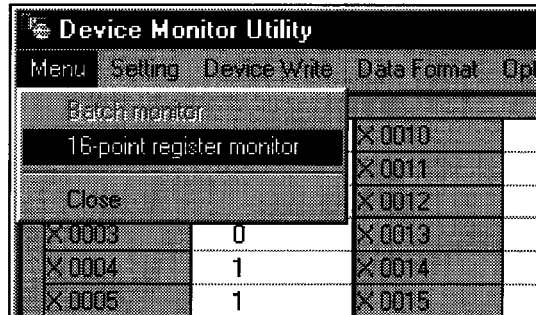 Device Monitor Utility
Menu Setting Device Write Data Format Opt
Batch monitor
16-point register monitor
Close
X 0010
X 0011
X 0012
X 0003 0 X 0013
X 0004 1 X 0014
X 0005 1 X 0015